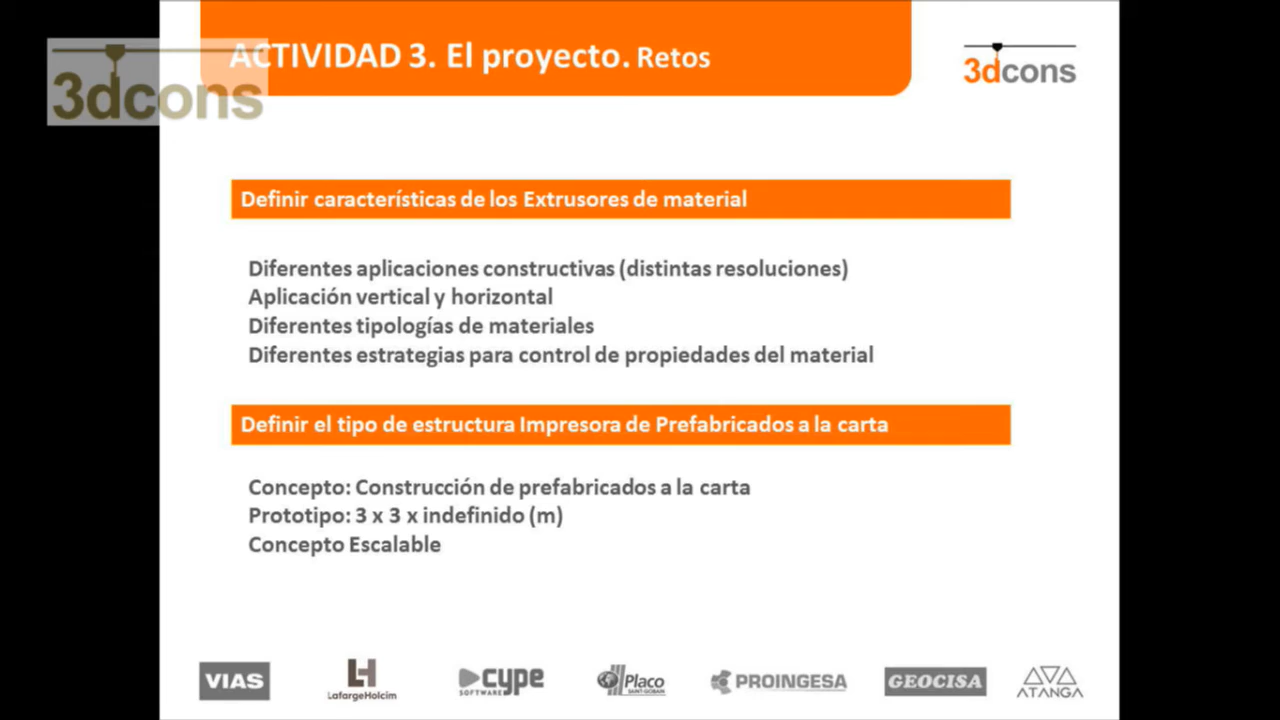 ACTIVIDAD 3. El proyecto. Retos
3dcons
3dcons
Definir características de los Extrusores de material
Diferentes aplicaciones constructivas (distintas resoluciones)
Aplicación vertical y horizontal
Diferentes tipologías de materiales
Diferentes estrategias para control de propiedades del material
Definir el tipo de estructura Impresora de Prefabricados a la carta
Concepto: Construcción de prefabricados a la carta
Prototipo: 3 x 3 x indefinido (m)
Concepto Escalable
VIAS
LafargeHolcim
cype
SOFTWARE
Placo
SAINT-GOBAIN
PROINGESA
GEOCISA
ATANGA